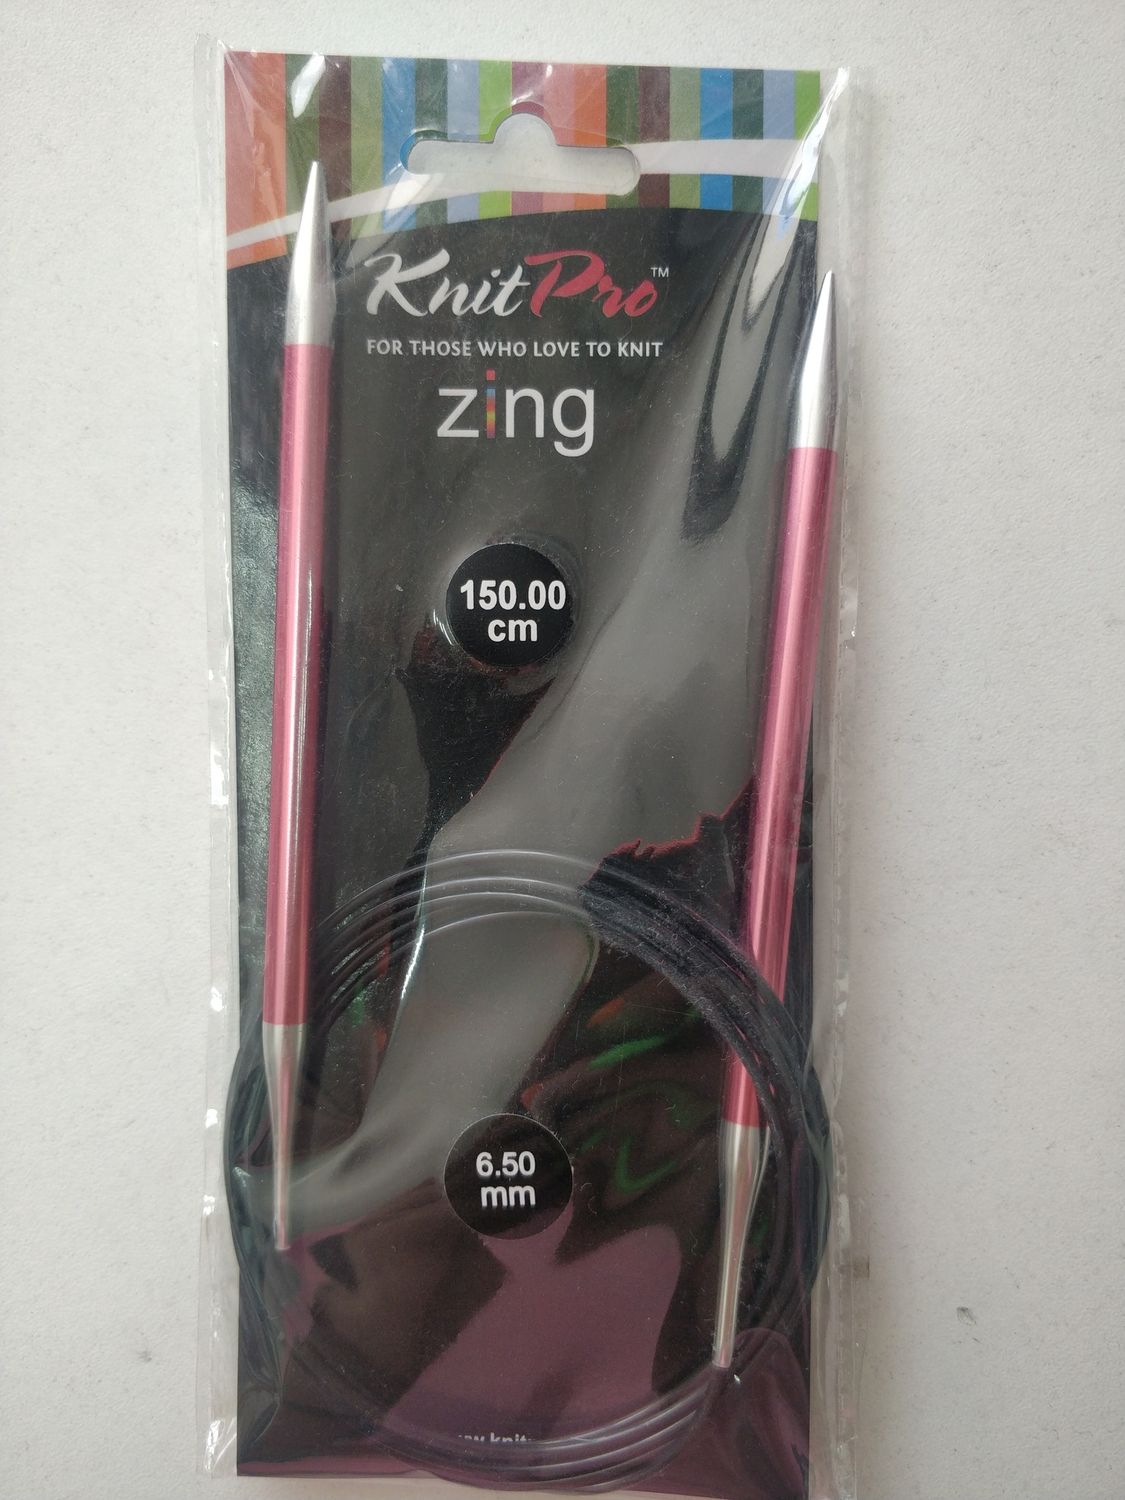 KnitPro™
FOR THOSE WHO LOVE TO KNIT
zing
150.00
cm
6.50
mm